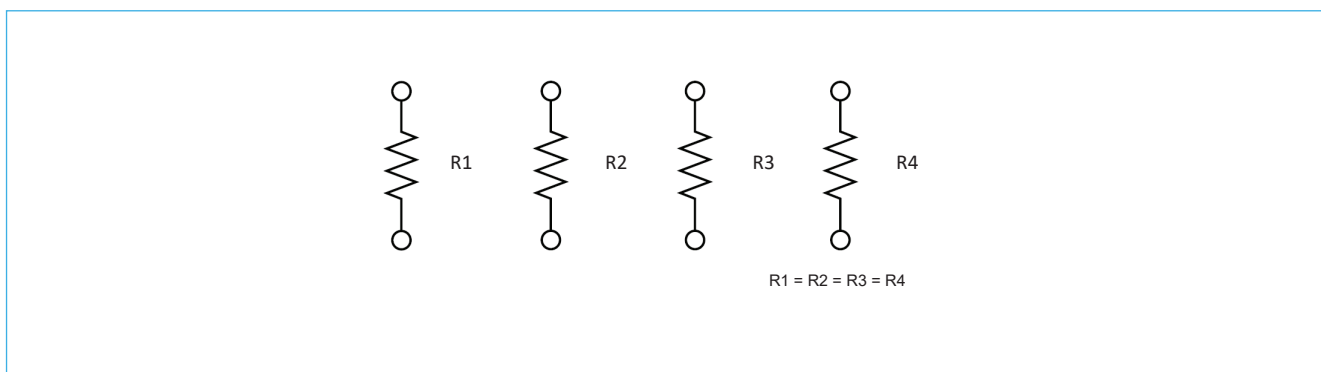 R1 R2 R3 R4
R1 = R2 = R3 = R4